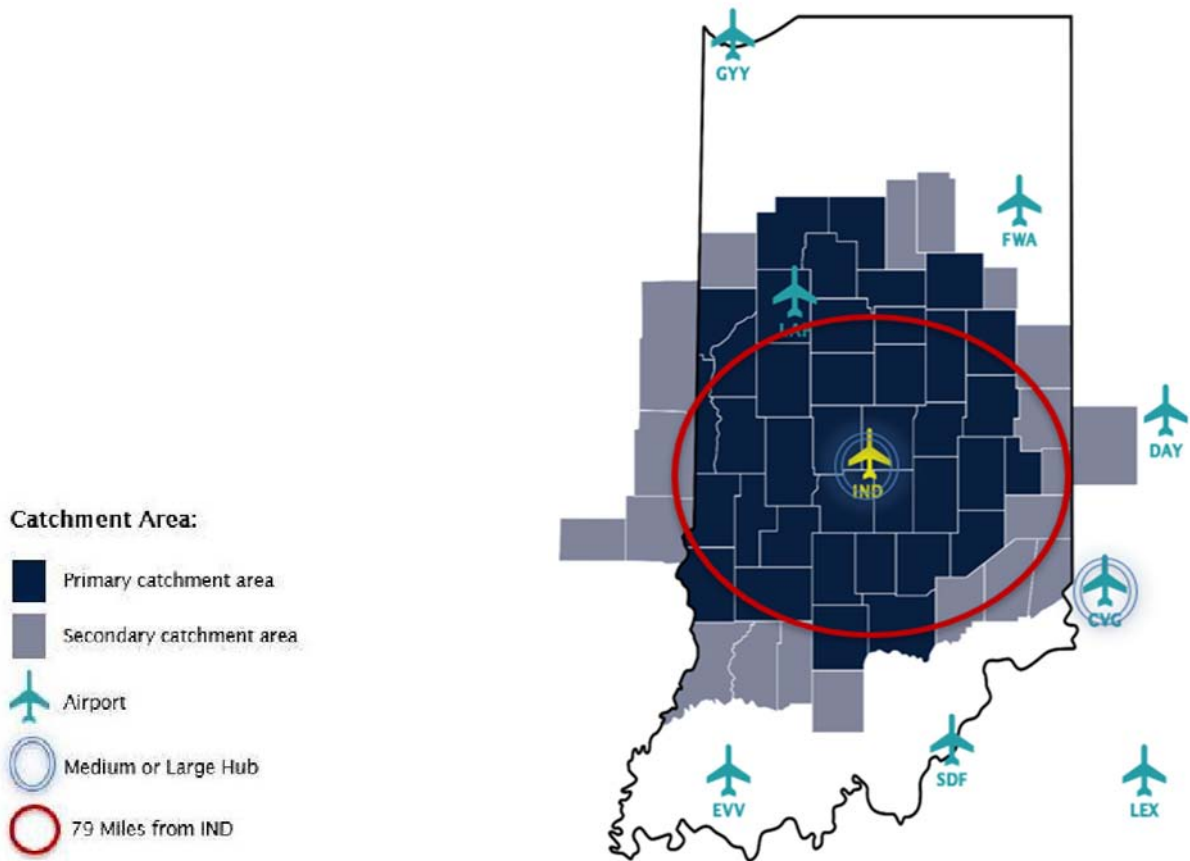 GYY
FWA
LAF
DAY
IND
CVG
SDF
EVV
LEX
Catchment Area:
Primary catchment area
Secondary catchment area
Airport
Medium or Large Hub
79 Miles from IND